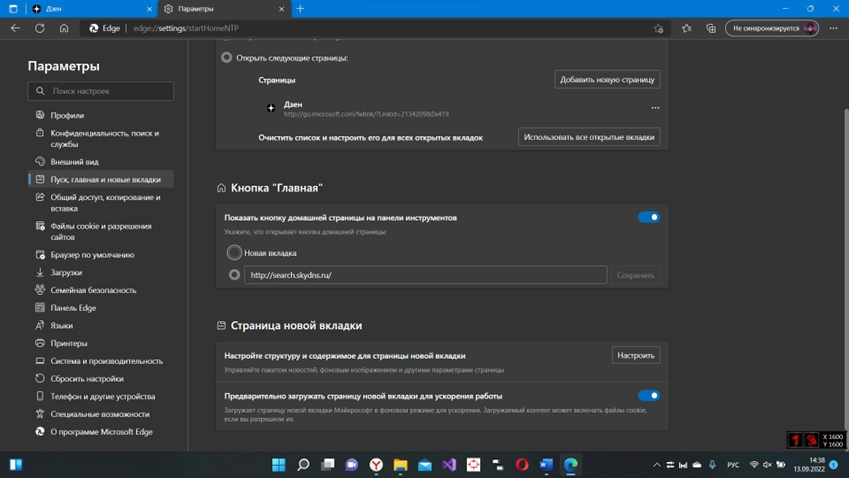 Дзен
Параметры
Edge edge://settings/startHomeNTP
Не синхронизируется
Параметры
Поиск настроек
Профили
Конфиденциальность, поиск и
службы
Внешний вид
Пуск, главная и новые вкладки
Общий доступ, копирование и
вставка
Файлы cookie и разрешения
сайтов
Браузер по умолчанию
Загрузки
Семейная безопасность
Панель Edge
Языки
Принтеры
Система и производительность
Сбросить настройки
Телефон и другие устройства
Специальные возможности
О программе Microsoft Edge
Открыть следующие страницы:
Страницы
Добавить новую страницу
Дзен
http://go.microsoft.com/fwlink/?LinkId=2134209&0x419
Очистить список и настроить его для всех открытых вкладок
Использовать все открытые вкладки
Кнопка "Главная"
Показать кнопку домашней страницы на панели инструментов
Укажите, что открывает кнопка домашней страницы:
Новая вкладка
http://search.skydns.ru/
Сохранить
Страница новой вкладки
Настройте структуру и содержимое для страницы новой вкладки
Настроить
Управляйте пакетом новостей, фоновым изображением и другими параметрами страницы
Предварительно загружать страницу новой вкладки для ускорения работы
Загружает страницу новой вкладки Майкрософт в фоновом режиме для ускорения. Загружаемый контент может включать файлы cookie,
если вы разрешили их.
X 1600
Y 1600
РУС
14:38
13.09.2022